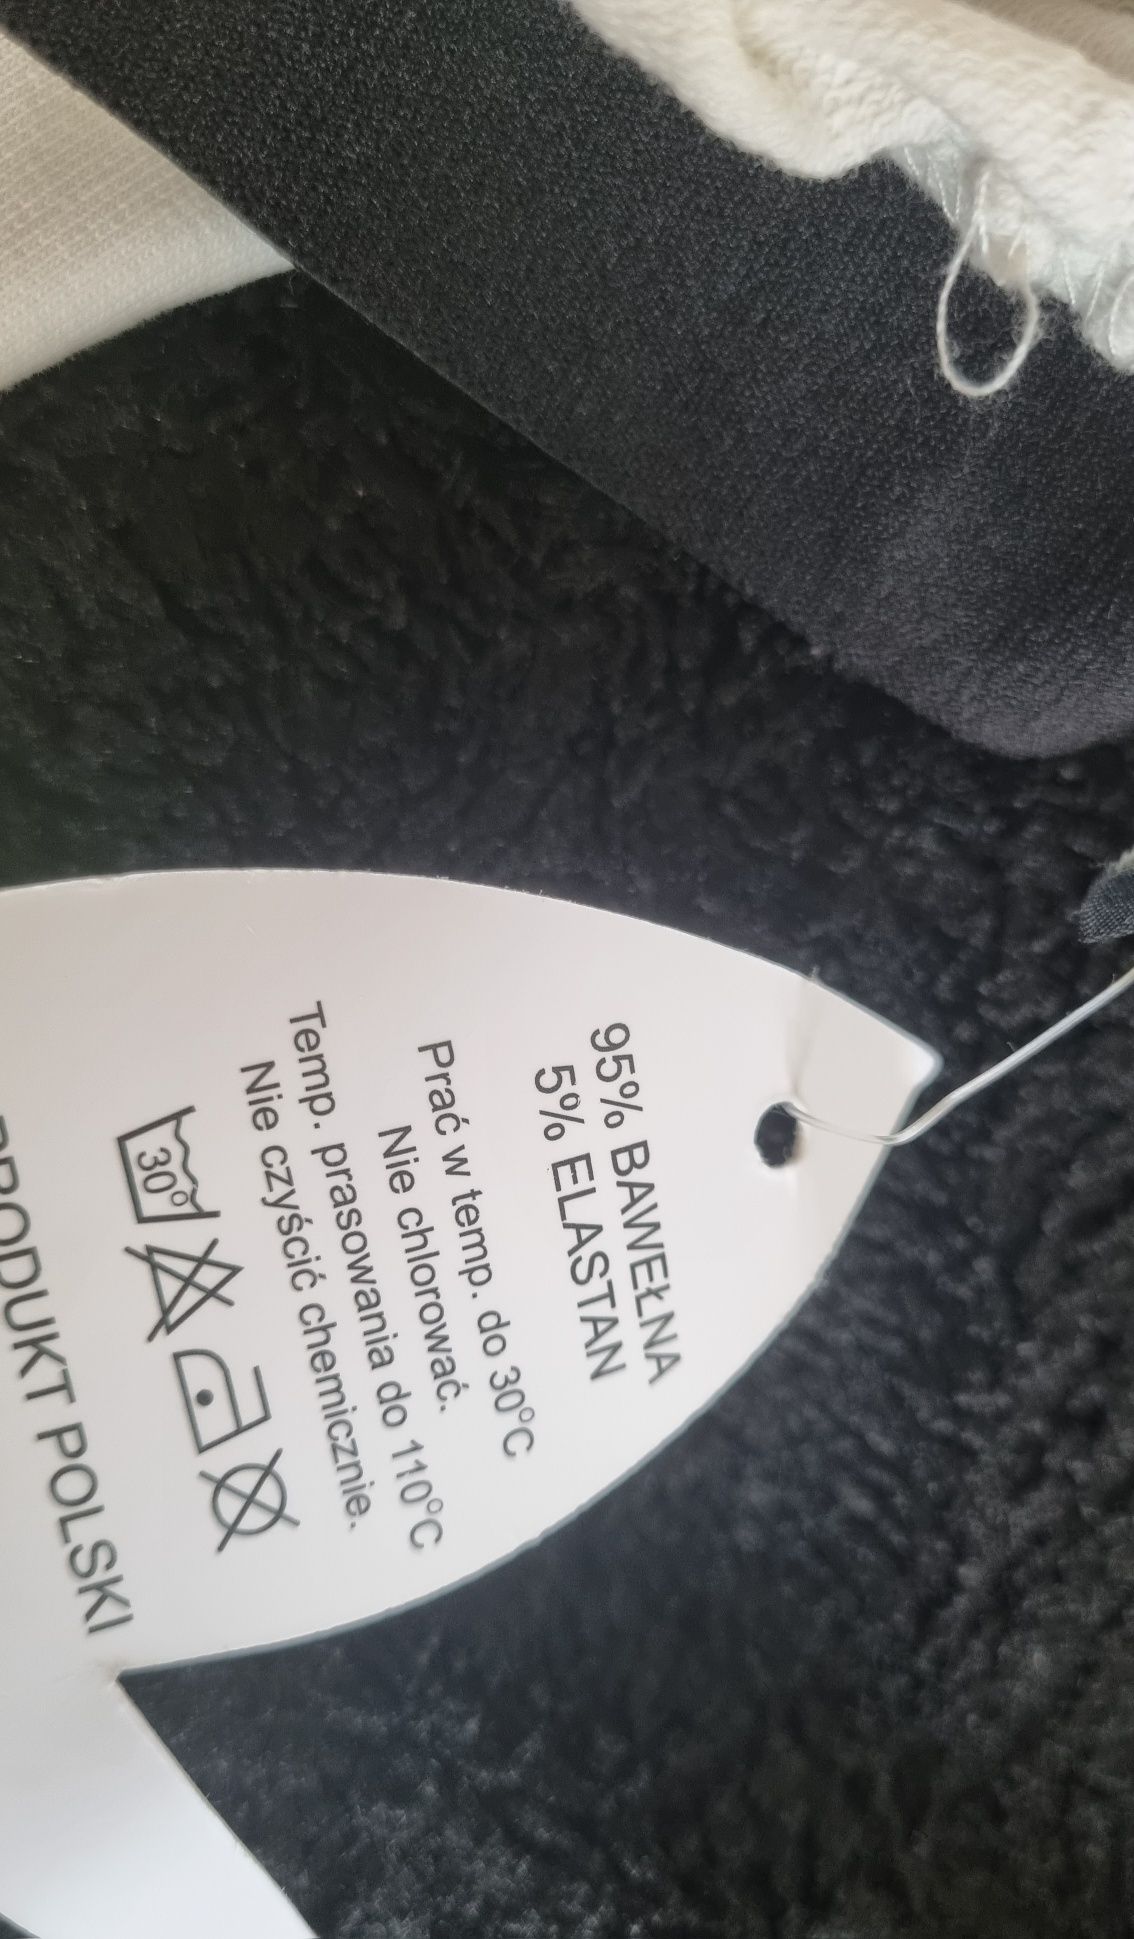 95% BAWEŁNA
5% ELASTAN
Prać w temp. do 30°C
Nie chlorować.
Temp. prasowania do 110°C
Nie czyścić chemicznie.
30°
PRODUKT POLSKI